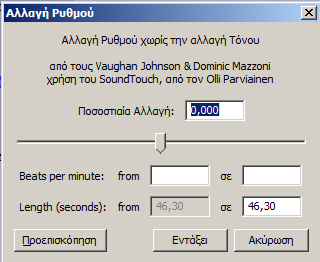 Αλλαγή Ρυθμού
Αλλαγή Ρυθμού χωρίς την αλλαγή Τόνου
από τους Vaughan Johnson & Dominic Mazzoni
χρήση του SoundTouch, από τον Olli Parviainen
Ποσοστιαία Αλλαγή: 0,000
Beats per minute: from σε
Length (seconds): from 46,30 σε 46,30
Προεπισκόπηση Εντάξει Ακύρωση